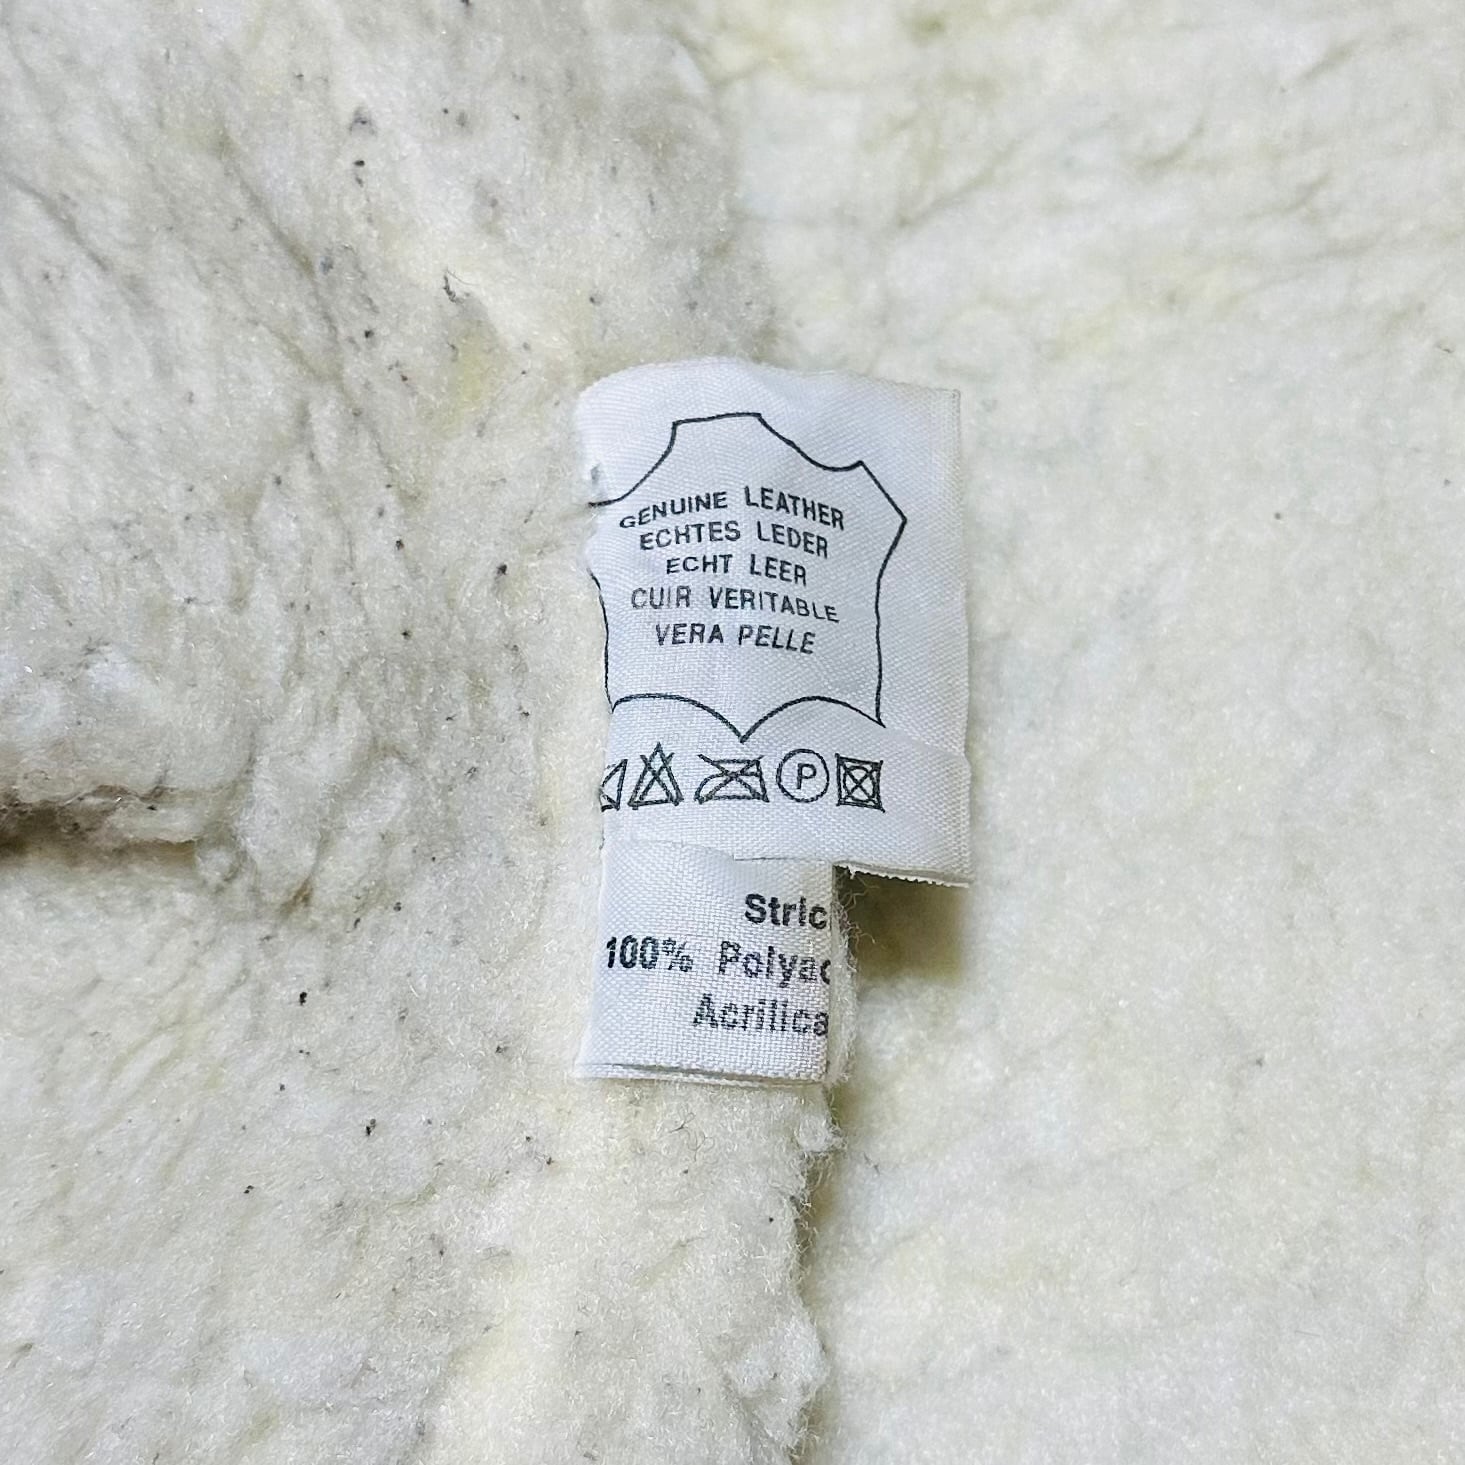 GENUINE LEATHER
ECHTES LEDER
ECHT LEER
CUIR VERITABLE
VERA PELLE
P
Stric
100% Polyac
Acrilica